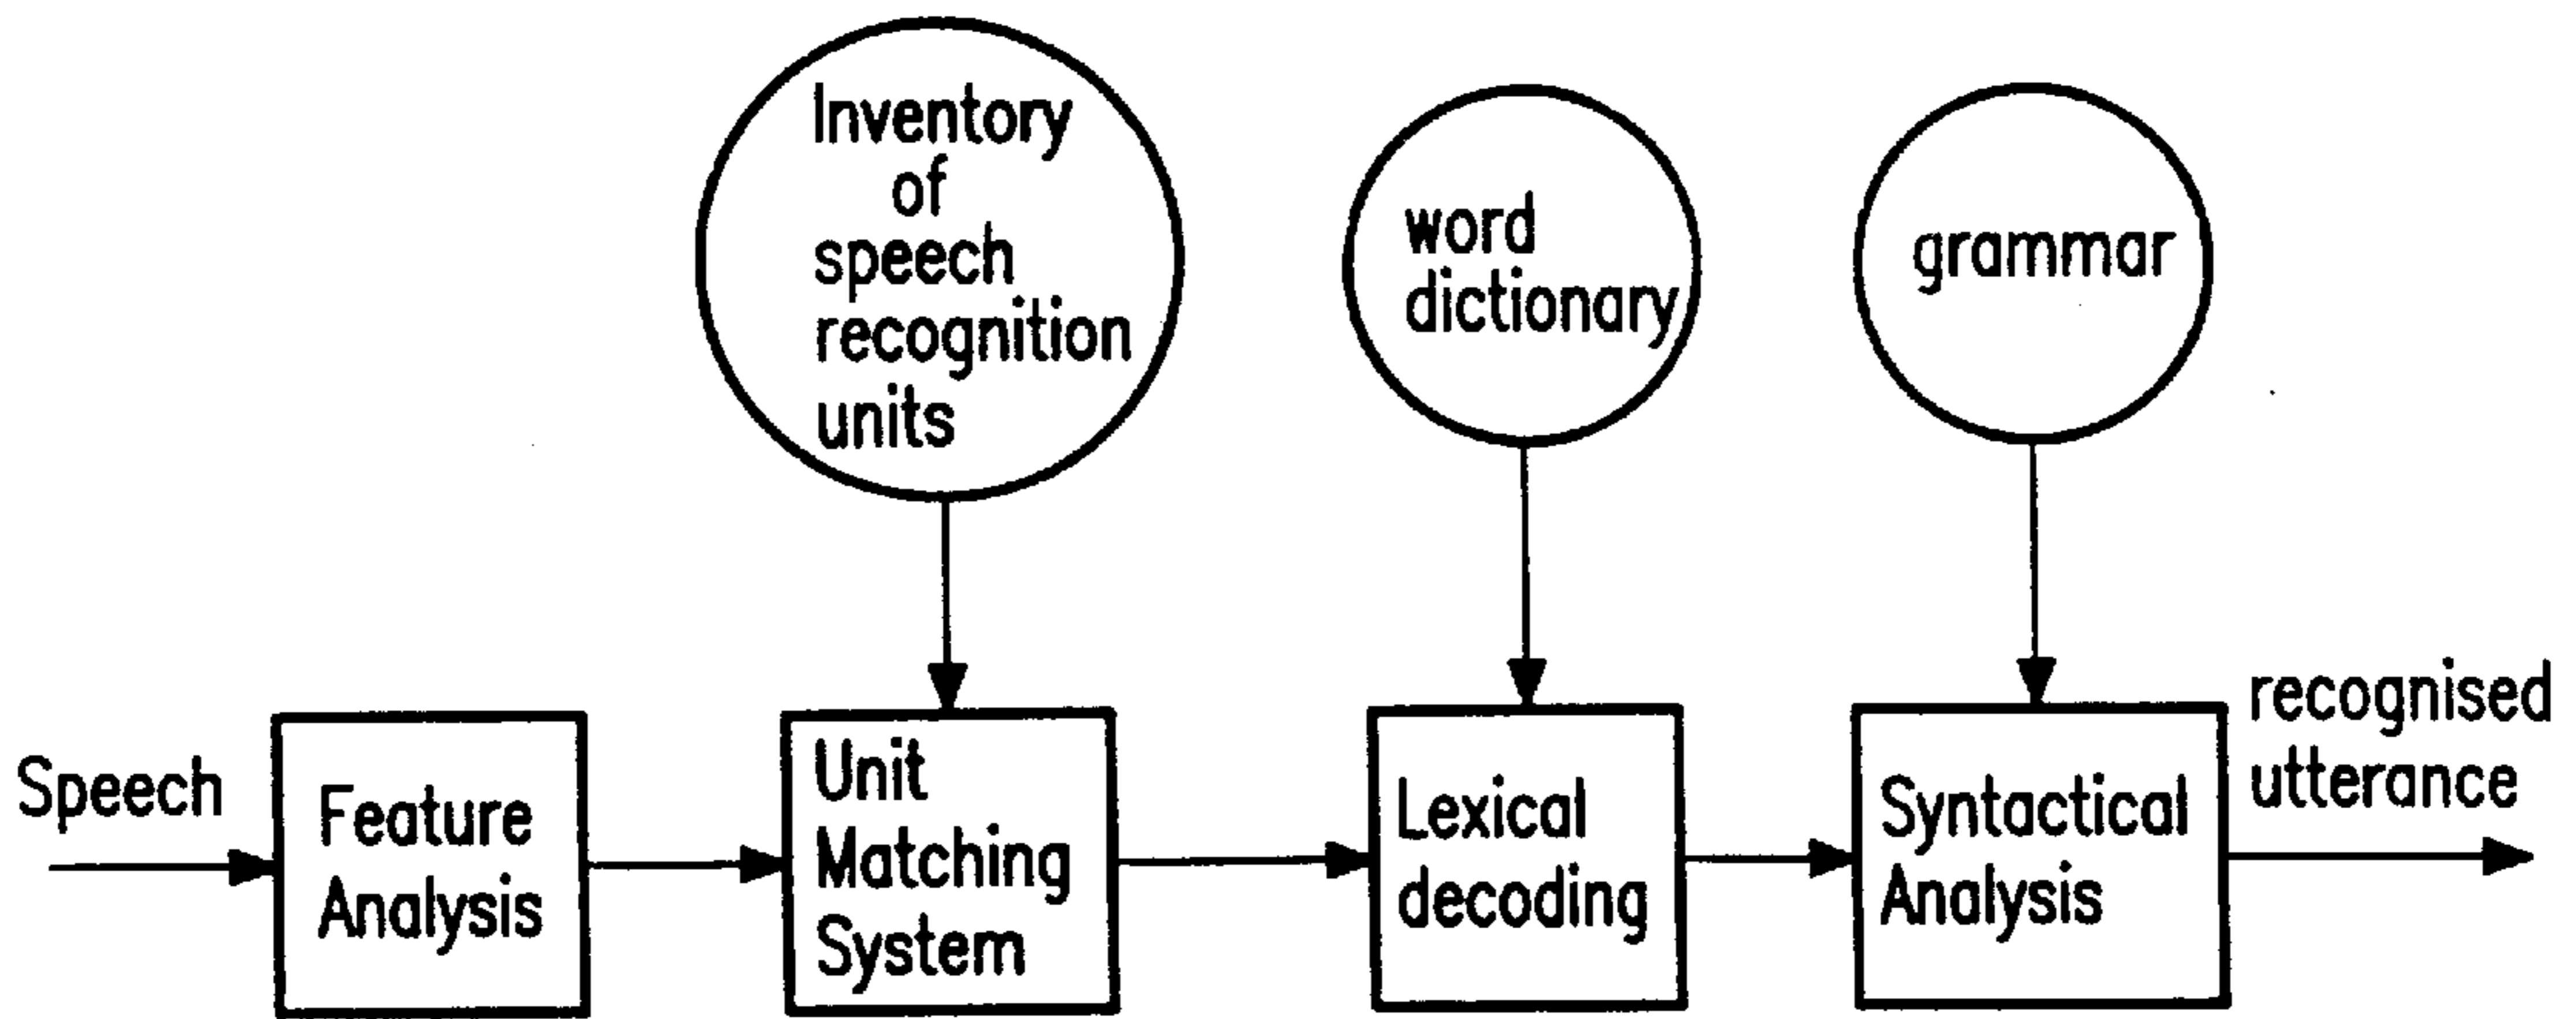 Inventory
of
speech
recognition
units
word
dictionary
grammar
Speech
Feature
Analysis
Unit
Matching
System
Lexical
decoding
Syntactical
Analysis
recognised
utterance